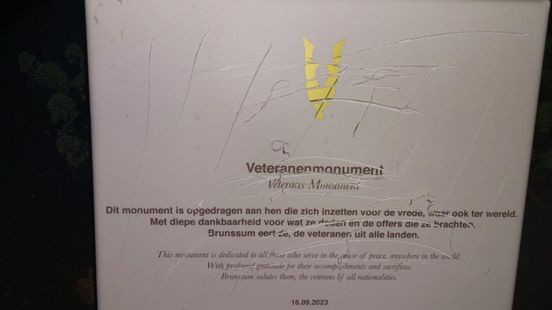 Veteranenmonument
Veterans Monument
Dit monument is opgedragen aan hen die zich inzetten voor de vrede, waar ook ter wereld.
Met diepe dankbaarheid voor wat ze deden en de offers die ze brachten.
Brunssum eert ze, de veteranen uit alle landen.
This monument is dedicated to all those who serve in the cause of peace, anywhere in the world.
With profound gratitude for their accomplishments and sacrifices.
Brunssum salutes them, the veterans of all nationalities.
16.09.2023